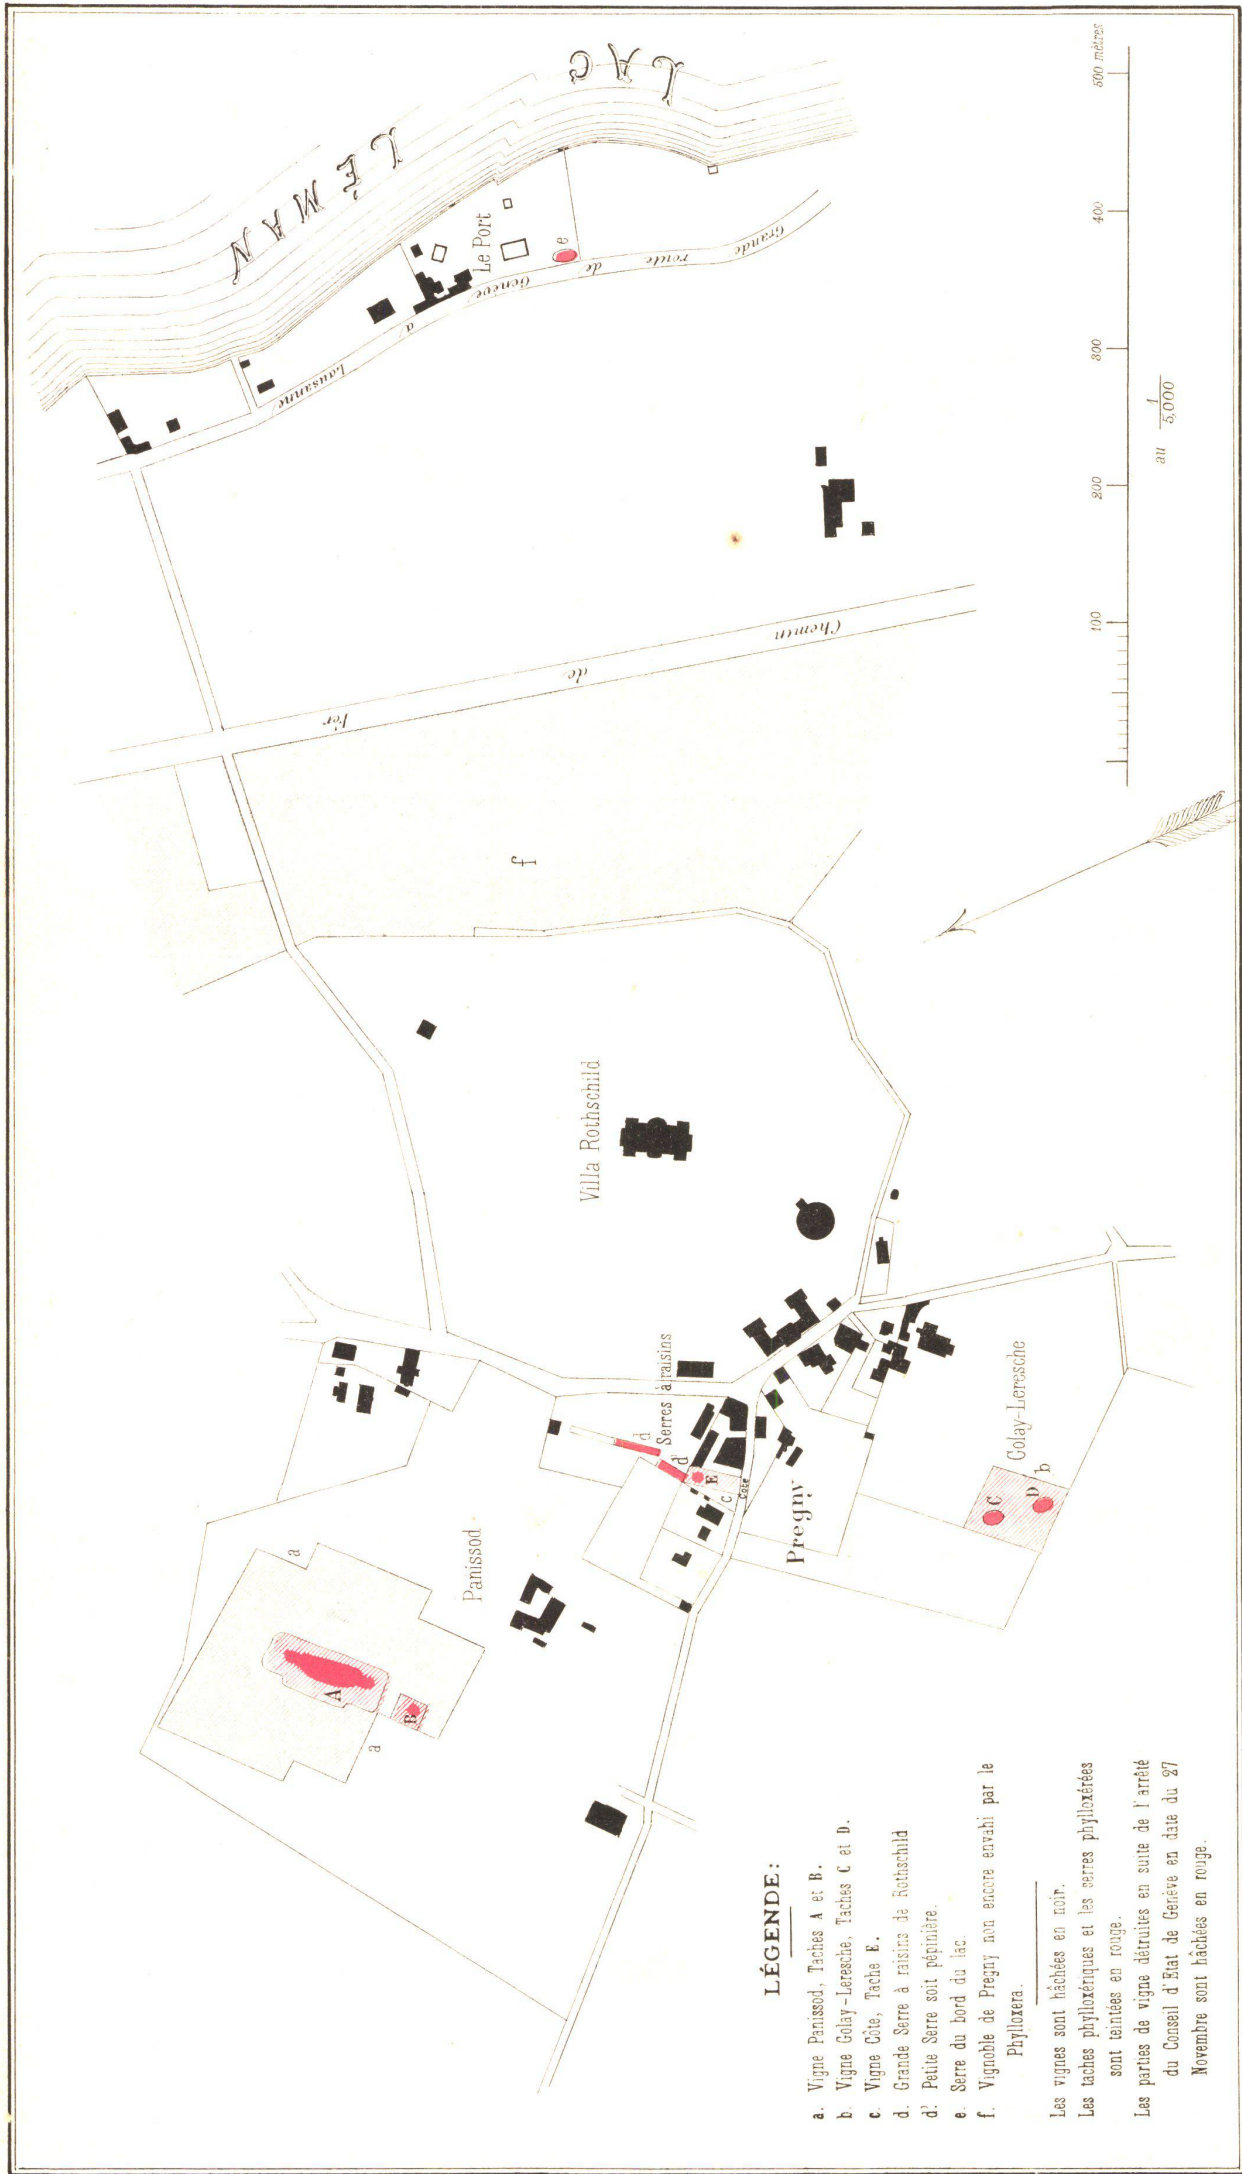 LAC
LÉMAN
Le Port
e
Grande
route
de
Lausanne
à
Genève
Chemin
de
Fer
f
Villa Rothschild
Serres à raisins
d
d'
E
C
Côte
Pregny
Panissod
a
a
A
B
Golay-Leresche
C
D
b
100
200
300
400
500 mètres
au 1/5,000
LÉGENDE:
a. Vigne Panissod, Taches A et B.
b. Vigne Golay-Leresche, Taches C et D.
c. Vigne Côte, Tache E.
d. Grande Serre à raisins de Rothschild
d'. Petite Serre soit pépinière.
e. Serre du bord du lac.
f. Vignoble de Pregny non encore envahi par le
Phylloxera.
Les vignes sont hâchées en noir.
Les taches phylloxériques et les serres phylloxérées
sont teintées en rouge.
Les parties de vigne détruites en suite de l'arrêté
du Conseil d'Etat de Genève en date du 27
Novembre sont hâchées en rouge.